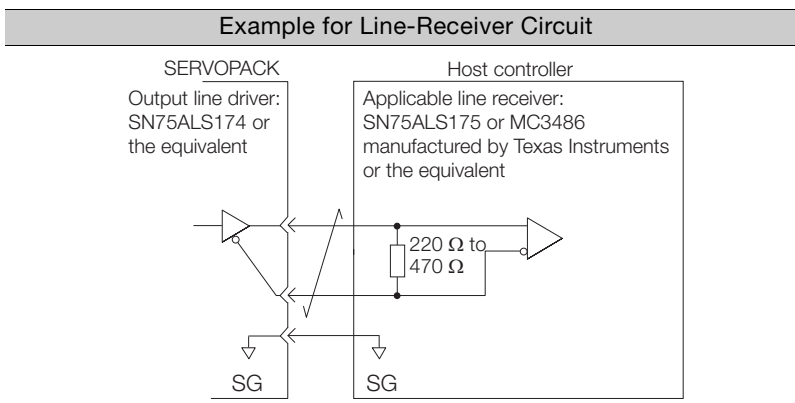 Example for Line-Receiver Circuit
SERVOPACK
Host controller
Output line driver:
SN75ALS174 or
the equivalent
Applicable line receiver:
SN75ALS175 or MC3486
manufactured by Texas Instruments
or the equivalent
220 Ω to
470 Ω
SG
SG